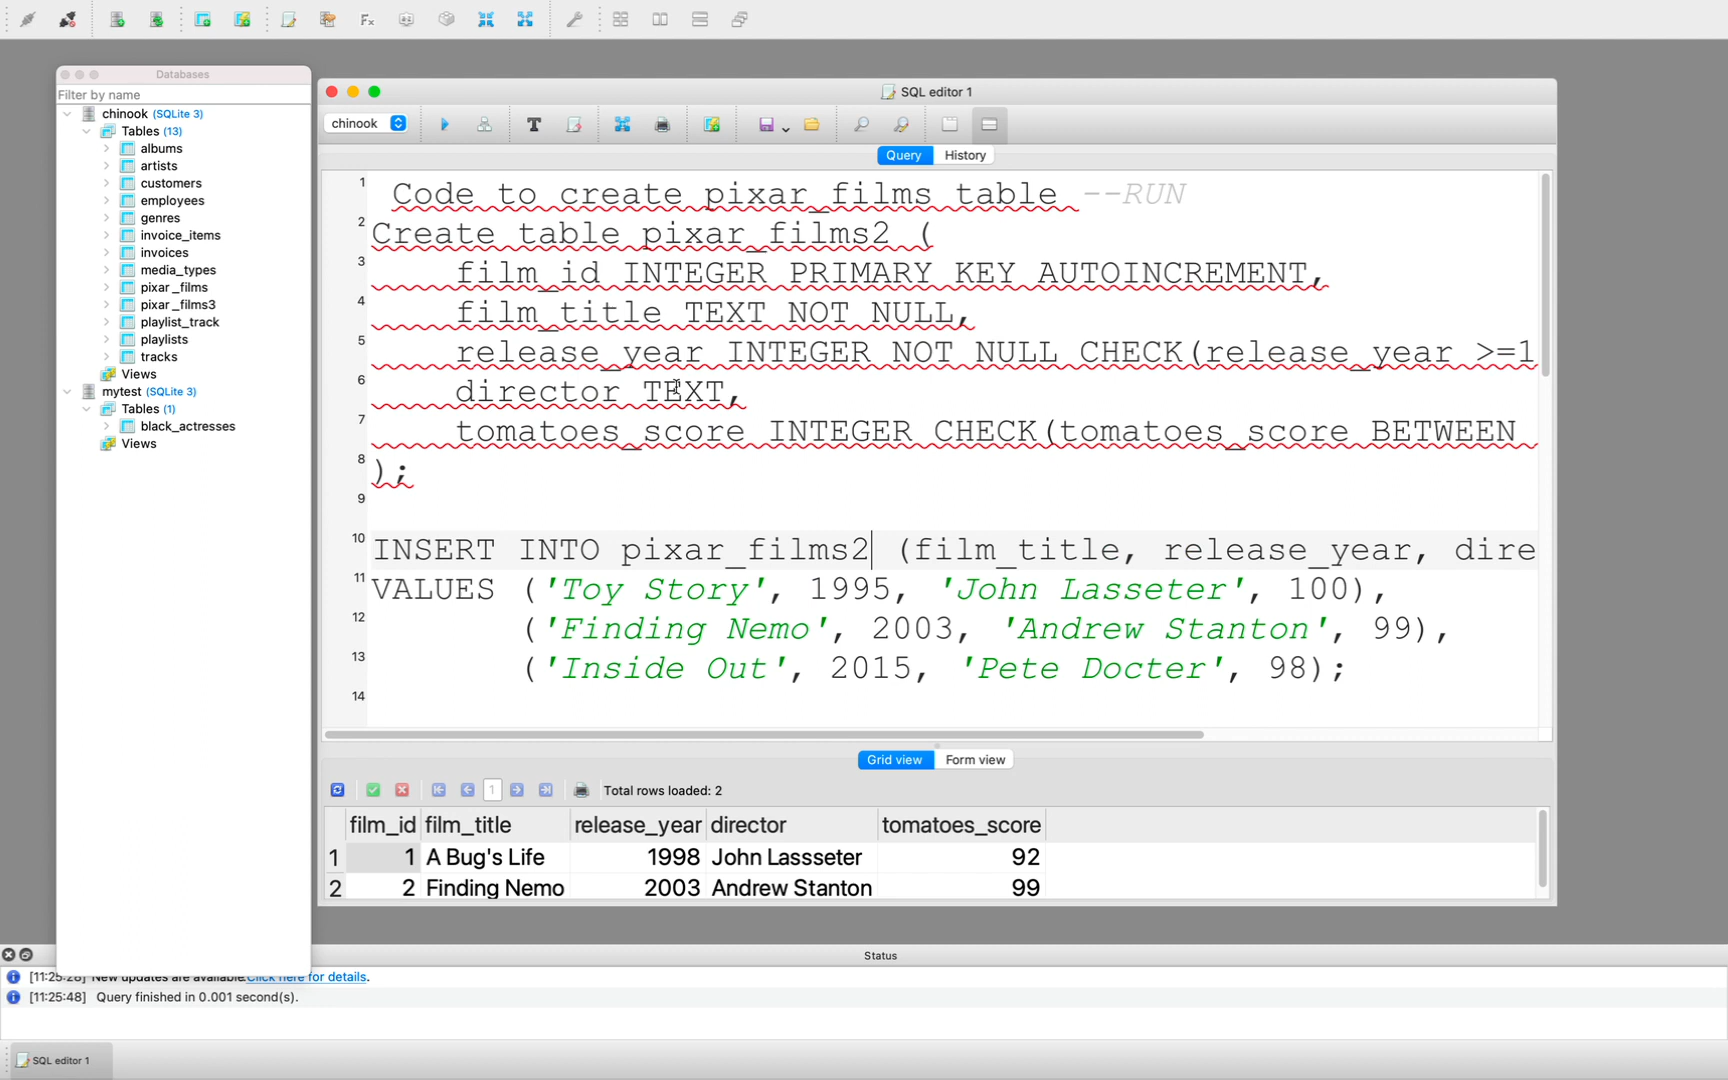 Databases
Filter by name
chinook (SQLite 3)
Tables (13)
albums
artists
customers
employees
genres
invoice_items
invoices
media_types
pixar_films
pixar_films3
playlist_track
playlists
tracks
Views
mytest (SQLite 3)
Tables (1)
black_actresses
Views
SQL editor 1
chinook
Query History
1 Code to create pixar_films table --RUN
2 Create table pixar_films2 (
3 film_id INTEGER PRIMARY KEY AUTOINCREMENT,
4 film_title TEXT NOT NULL,
5 release_year INTEGER NOT NULL CHECK(release_year >=1
6 director TEXT,
7 tomatoes_score INTEGER CHECK(tomatoes_score BETWEEN
8 );
9
10 INSERT INTO pixar_films2 (film_title, release_year, dire
11 VALUES ('Toy Story', 1995, 'John Lasseter', 100),
12 ('Finding Nemo', 2003, 'Andrew Stanton', 99),
13 ('Inside Out', 2015, 'Pete Docter', 98);
14
Grid view Form view
1 Total rows loaded: 2
film_id film_title release_year director tomatoes_score
1 1 A Bug's Life 1998 John Lassseter 92
2 2 Finding Nemo 2003 Andrew Stanton 99
Status
[11:25:28] New updates are available. Click here for details.
[11:25:48] Query finished in 0.001 second(s).
SQL editor 1